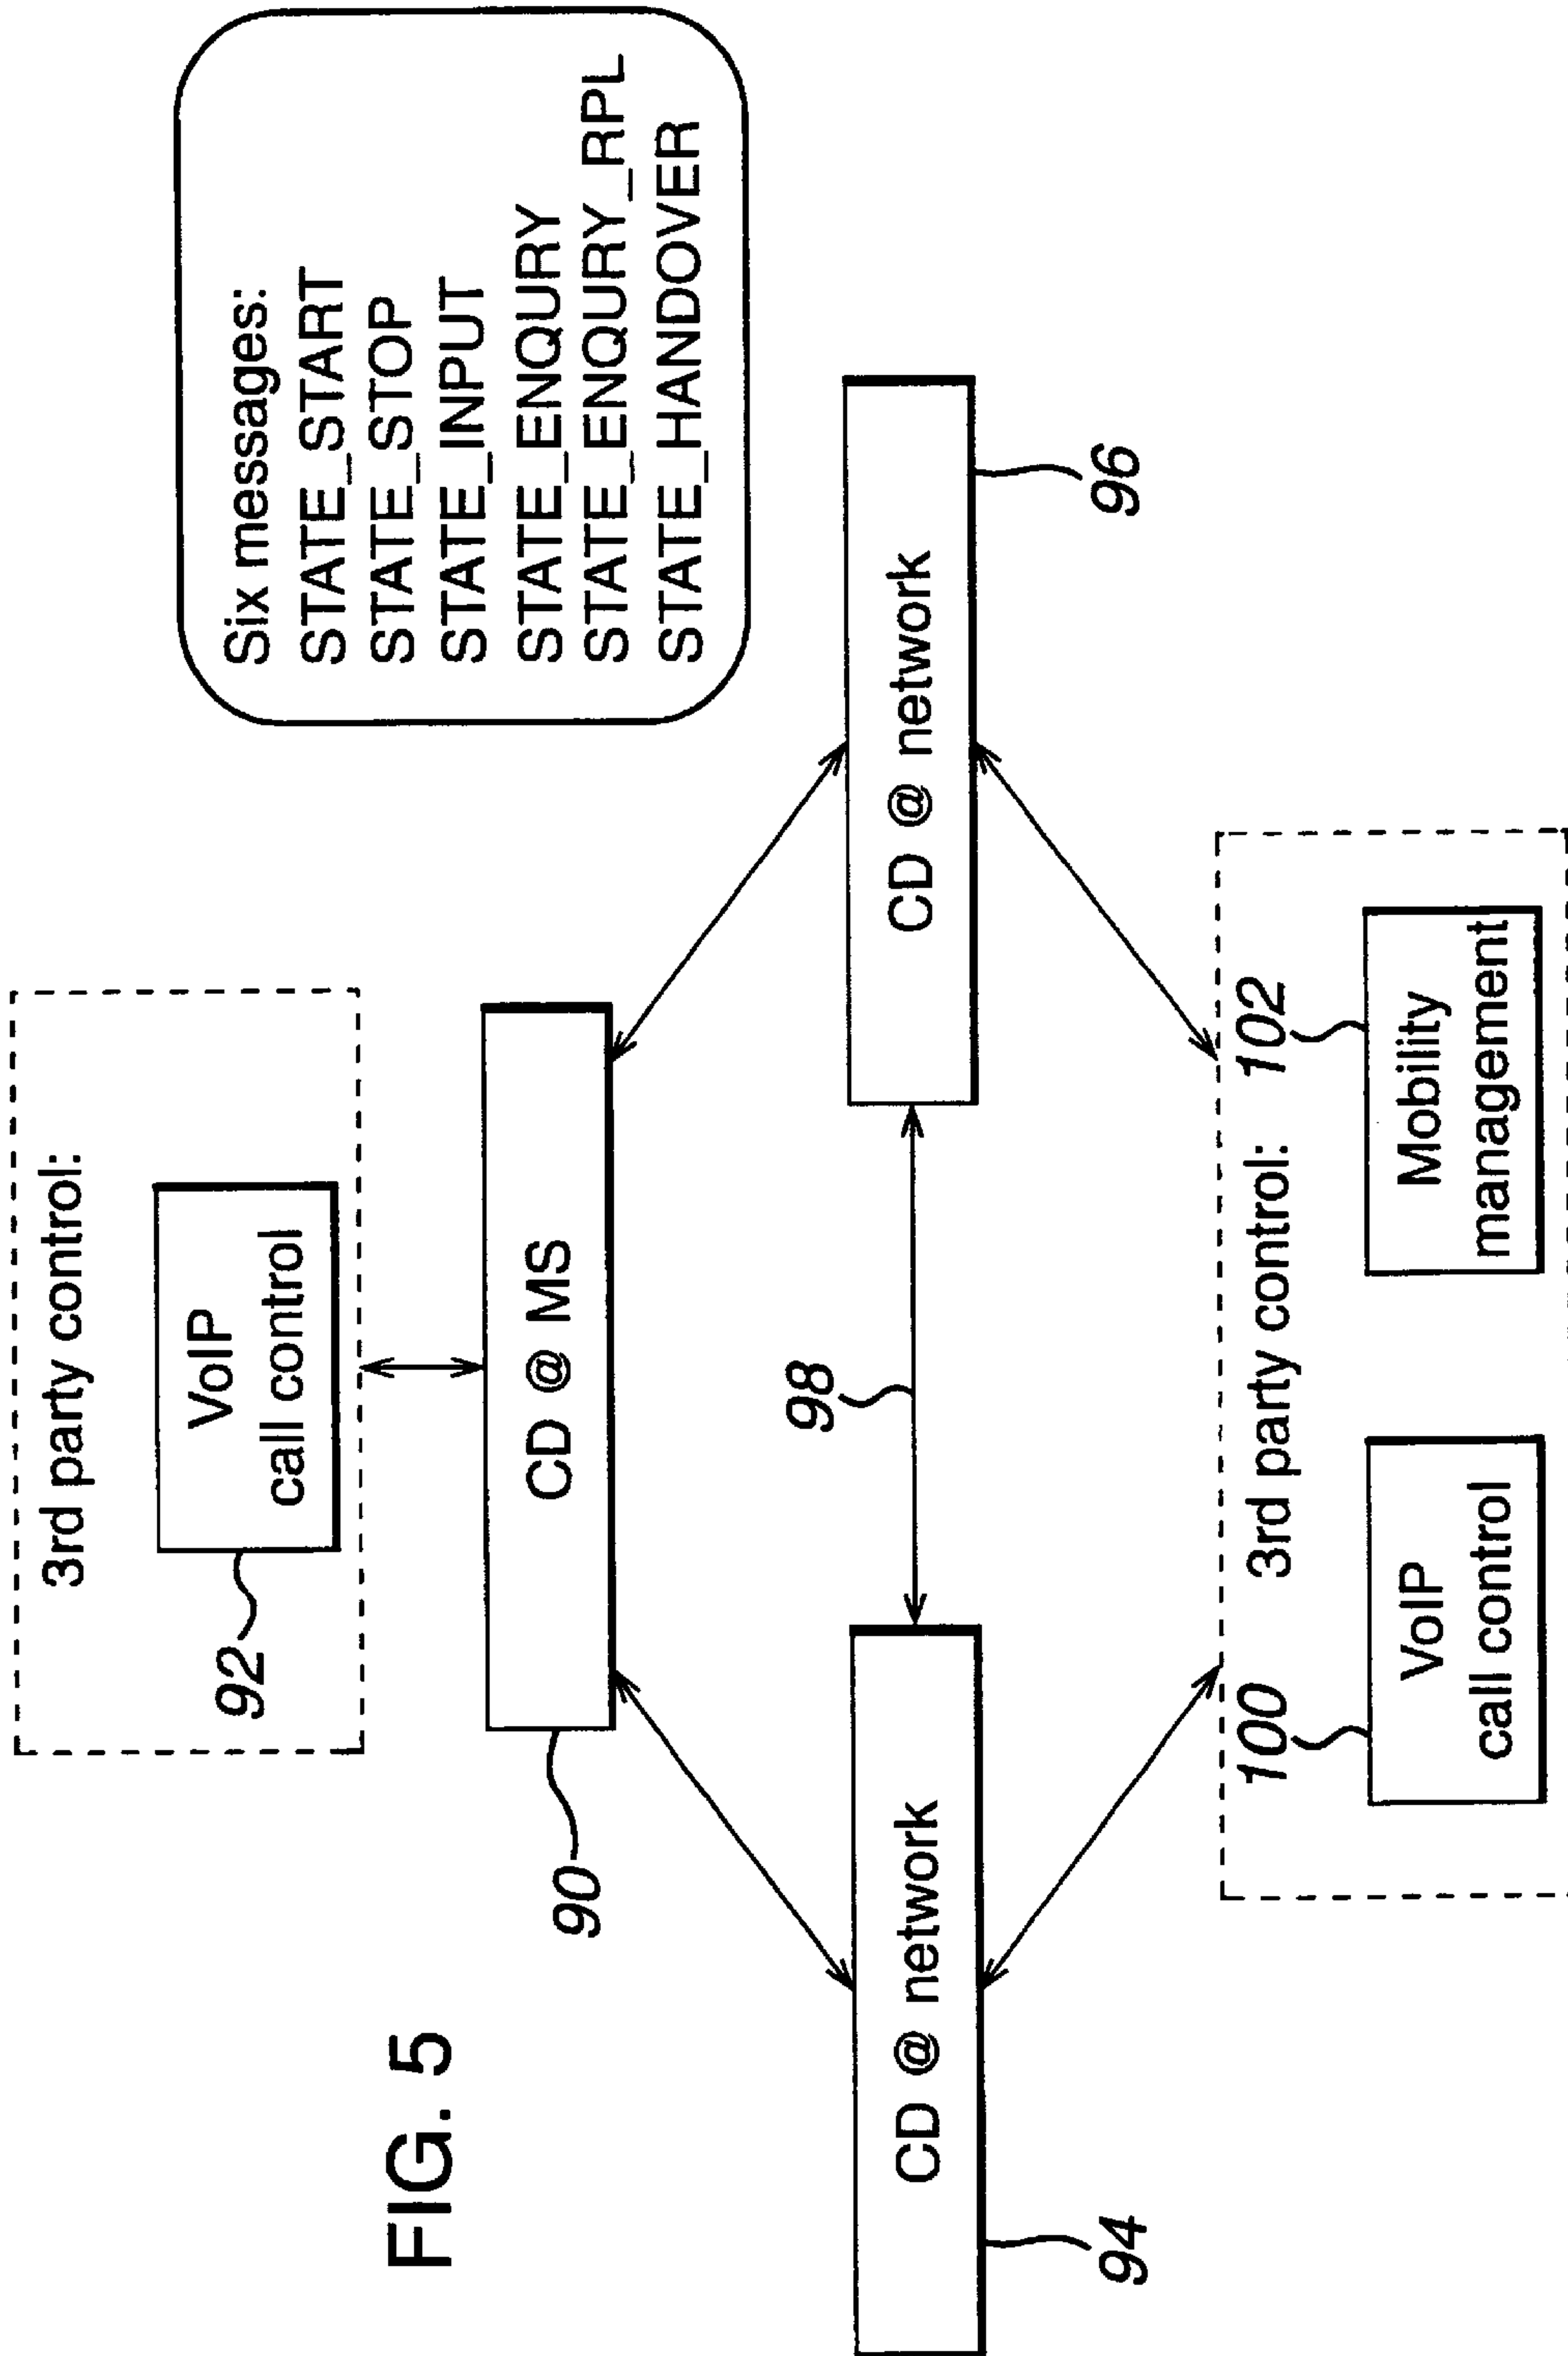 FIG. 5
3rd party control:
VoIP
call control
92
CD @ MS
90
Six messages:
STATE_START
STATE_STOP
STATE_INPUT
STATE_ENQURY
STATE_ENQURY_RPL
STATE_HANDOVER
CD @ network
94
98
CD @ network
96
3rd party control:
100
VoIP
call control
102
Mobility
management